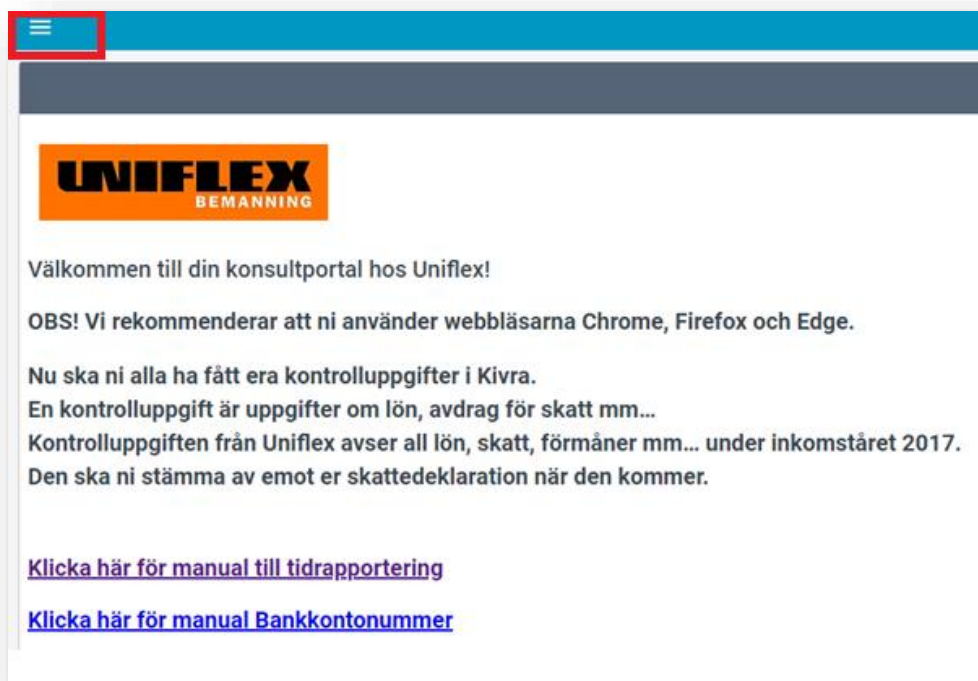 UNIFLEX
BEMANNING
Välkommen till din konsultportal hos Uniflex!
OBS! Vi rekommenderar att ni använder webbläsarna Chrome, Firefox och Edge.
Nu ska ni alla ha fått era kontrolluppgifter i Kivra.
En kontrolluppgift är uppgifter om lön, avdrag för skatt mm...
Kontrolluppgiften från Uniflex avser all lön, skatt, förmåner mm... under inkomståret 2017.
Den ska ni stämma av emot er skattedeklaration när den kommer.
Klicka här för manual till tidrapportering
Klicka här för manual Bankkontonummer